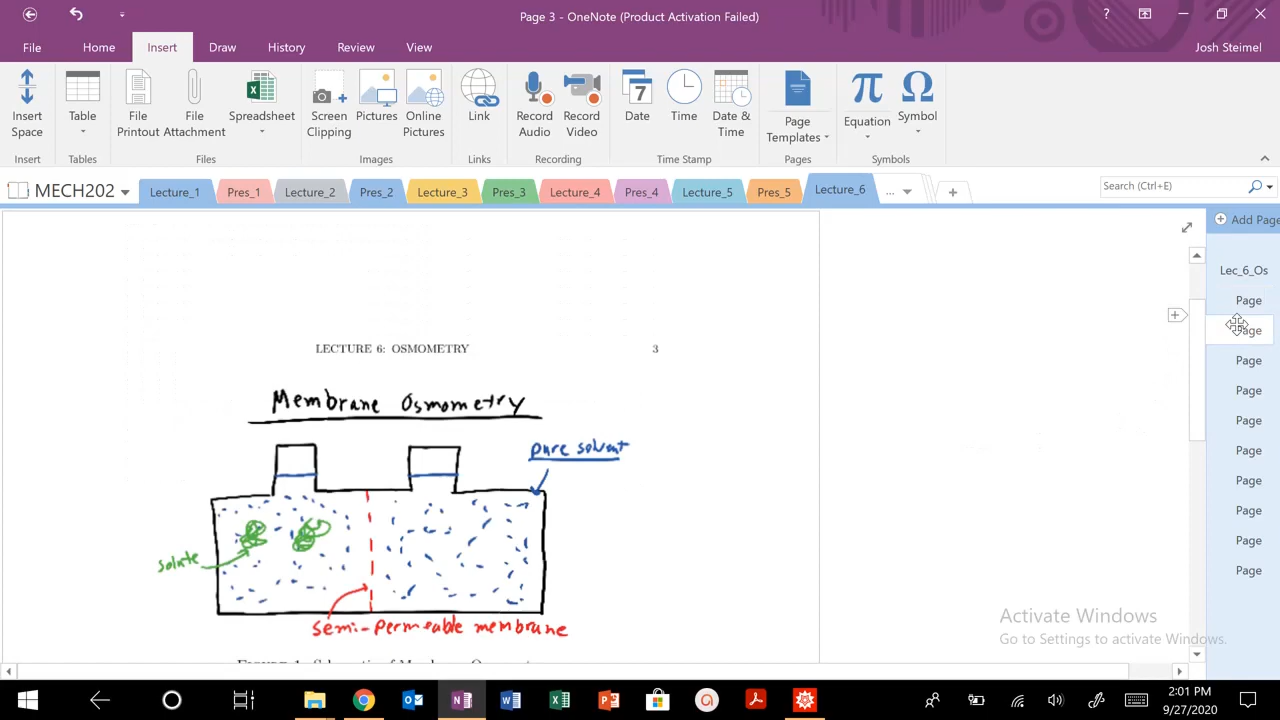 Page 3 - OneNote (Product Activation Failed)
?
File Home Insert Draw History Review View Josh Steimel
Insert Space
Table
File Printout
File Attachment
Spreadsheet
Screen Clipping
Pictures
Online Pictures
Link
Record Audio
Record Video
7
Date
Time
Date & Time
Page Templates
π
Equation
Ω
Symbol
Insert Tables Files Images Links Recording Time Stamp Pages Symbols
MECH202 Lecture_1 Pres_1 Lecture_2 Pres_2 Lecture_3 Pres_3 Lecture_4 Pres_4 Lecture_5 Pres_5 Lecture_6 ... Search (Ctrl+E)
Add Page
Lec_6_Os
Page
Page
Page
Page
Page
Page
Page
Page
Page
Page
LECTURE 6: OSMOMETRY 3
Membrane Osmometry
pure solvent
solute
semi-permeable membrane
Activate Windows
Go to Settings to activate Windows.
2:01 PM
9/27/2020